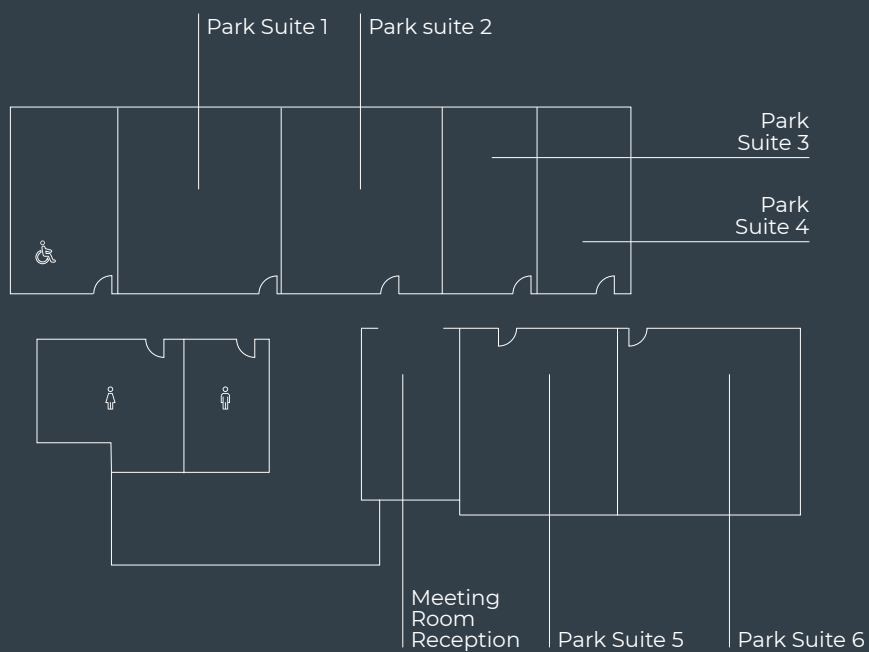 Park Suite 1
Park suite 2
Park
Suite 3
Park
Suite 4
Meeting
Room
Reception
Park Suite 5
Park Suite 6